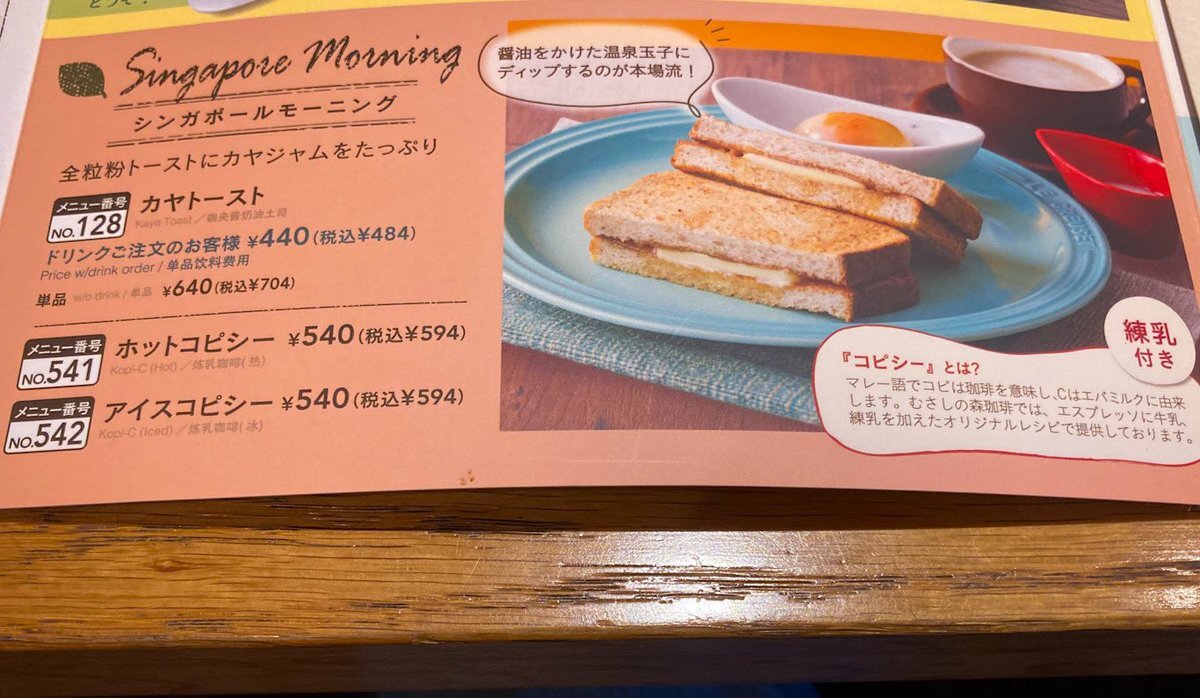 Singapore Morning
シンガポールモーニング
全粒粉トーストにカヤジャムをたっぷり
メニュー番号
NO.128
カヤトースト
Kaya Toast／咖央酱奶油土司
ドリンクご注文のお客様 ¥440(税込¥484)
Price w/drink order / 単品饮料费用
単品 w/o drink / 单品 ¥640(税込¥704)
メニュー番号
NO.541
ホットコピシー ¥540(税込¥594)
Kopi-C (Hot)／炼乳咖啡(热)
メニュー番号
NO.542
アイスコピシー ¥540(税込¥594)
Kopi-C (Iced)／炼乳咖啡(冰)
醤油をかけた温泉玉子に
ディップするのが本場流！
LE CREUSET
練乳
付き
『コピシー』とは?
マレー語でコピは珈琲を意味し、Cはエバミルクに由来
します。むさしの森珈琲では、エスプレッソに牛乳、
練乳を加えたオリジナルレシピで提供しております。